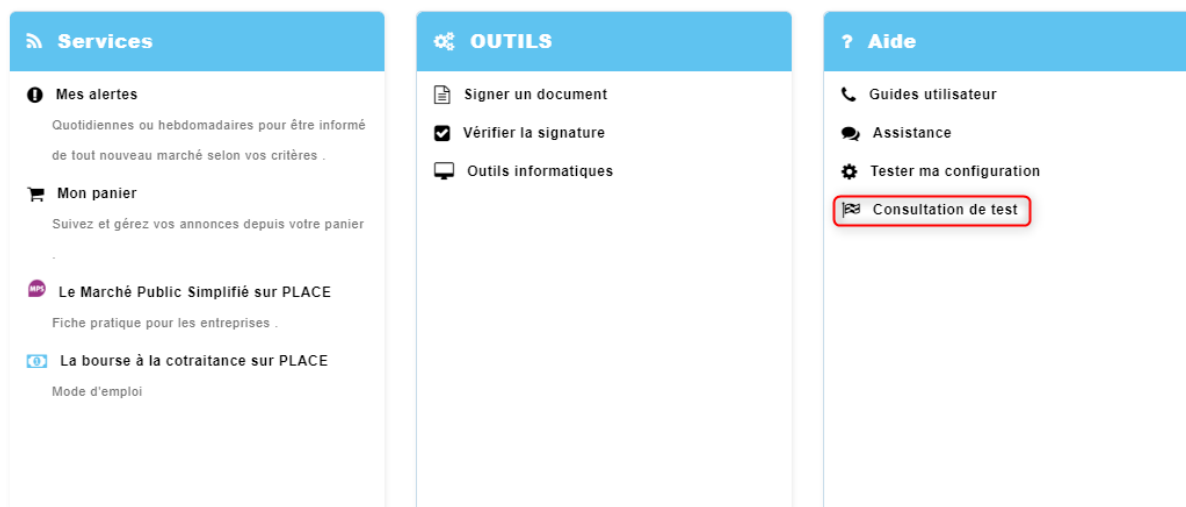 Services
Mes alertes
Quotidiennes ou hebdomadaires pour être informé
de tout nouveau marché selon vos critères .
Mon panier
Suivez et gérez vos annonces depuis votre panier
.
MPS
Le Marché Public Simplifié sur PLACE
Fiche pratique pour les entreprises .
La bourse à la cotraitance sur PLACE
Mode d'emploi
OUTILS
Signer un document
Vérifier la signature
Outils informatiques
? Aide
Guides utilisateur
Assistance
Tester ma configuration
Consultation de test